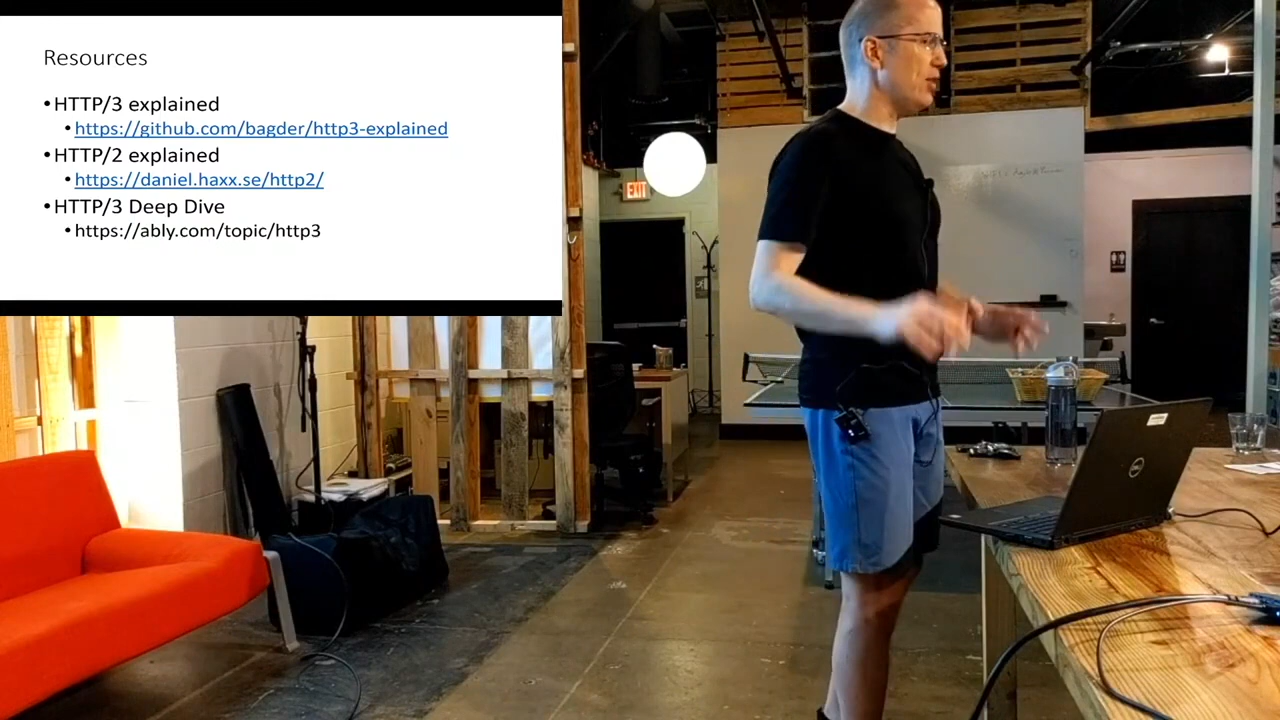 Resources
•HTTP/3 explained
•https://github.com/bagder/http3-explained
•HTTP/2 explained
•https://daniel.haxx.se/http2/
•HTTP/3 Deep Dive
•https://ably.com/topic/http3
EXIT
DELL